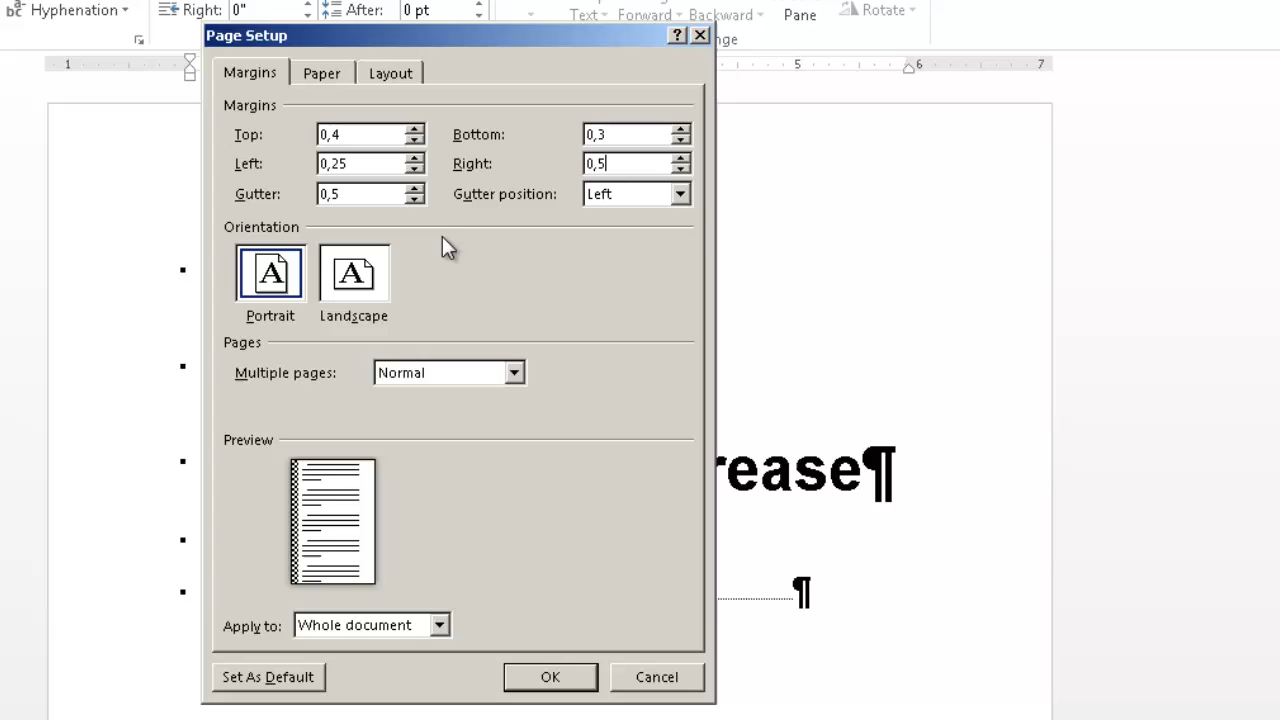 Hyphenation Right: 0" After: 0 pt Text Forward Backward Pane Rotate
Page Setup
1 5 6 7
Margins Paper Layout
Margins
Top: 0,4 Bottom: 0,3
Left: 0,25 Right: 0,5
Gutter: 0,5 Gutter position: Left
Orientation
A A
Portrait Landscape
Pages
Multiple pages: Normal
Preview
rease¶
¶
Apply to: Whole document
Set As Default OK Cancel